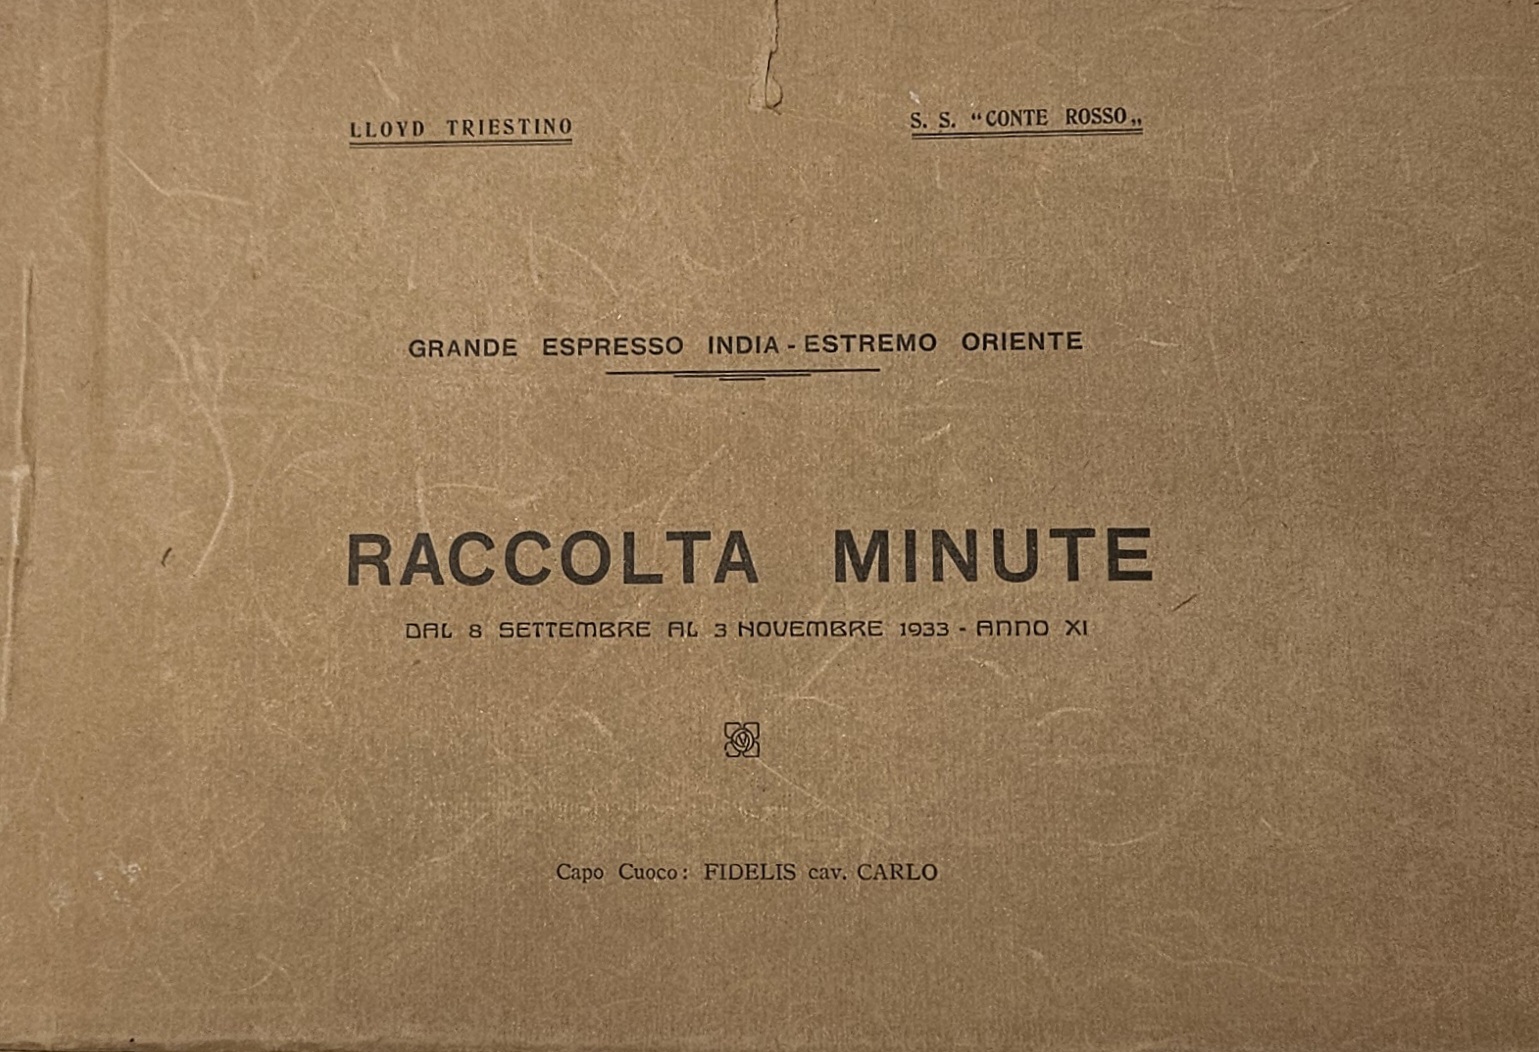 LLOYD TRIESTINO
S. S. “CONTE ROSSO„
GRANDE ESPRESSO INDIA - ESTREMO ORIENTE
RACCOLTA MINUTE
DAL 8 SETTEMBRE AL 3 NOVEMBRE 1933 - ANNO XI
Capo Cuoco: FIDELIS cav. CARLO